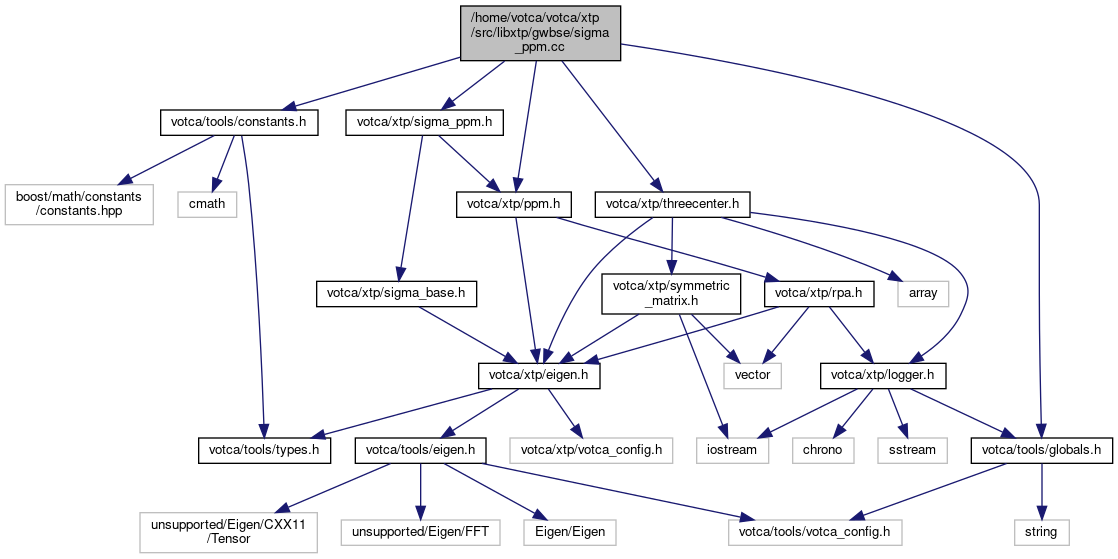 /home/votca/votca/xtp
/src/libxtp/gwbse/sigma
_ppm.cc
votca/tools/constants.h
votca/xtp/sigma_ppm.h
boost/math/constants
/constants.hpp
cmath
votca/xtp/ppm.h
votca/xtp/threecenter.h
votca/xtp/sigma_base.h
votca/xtp/symmetric
_matrix.h
votca/xtp/rpa.h
array
votca/xtp/eigen.h
vector
votca/xtp/logger.h
votca/tools/types.h
votca/tools/eigen.h
votca/xtp/votca_config.h
iostream
chrono
sstream
votca/tools/globals.h
unsupported/Eigen/CXX11
/Tensor
unsupported/Eigen/FFT
Eigen/Eigen
votca/tools/votca_config.h
string